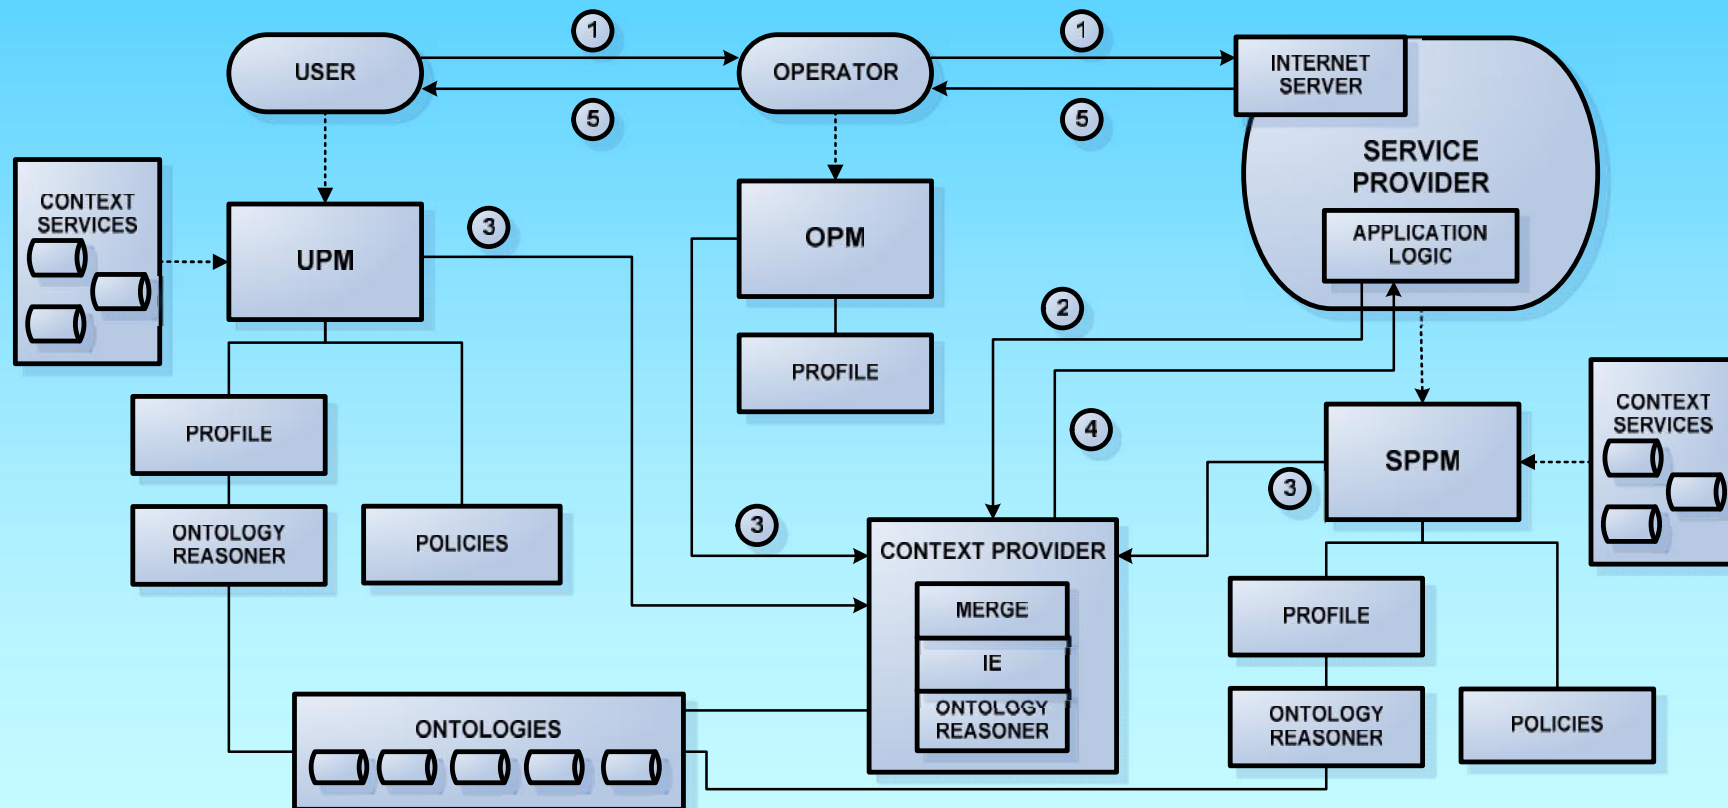 1
1
USER
OPERATOR
INTERNET
SERVER
5
5
SERVICE
PROVIDER
CONTEXT
SERVICES
3
UPM
OPM
APPLICATION
LOGIC
2
PROFILE
CONTEXT
SERVICES
PROFILE
4
SPPM
3
3
ONTOLOGY
REASONER
POLICIES
CONTEXT PROVIDER
MERGE
IE
ONTOLOGY
REASONER
PROFILE
ONTOLOGIES
ONTOLOGY
REASONER
POLICIES